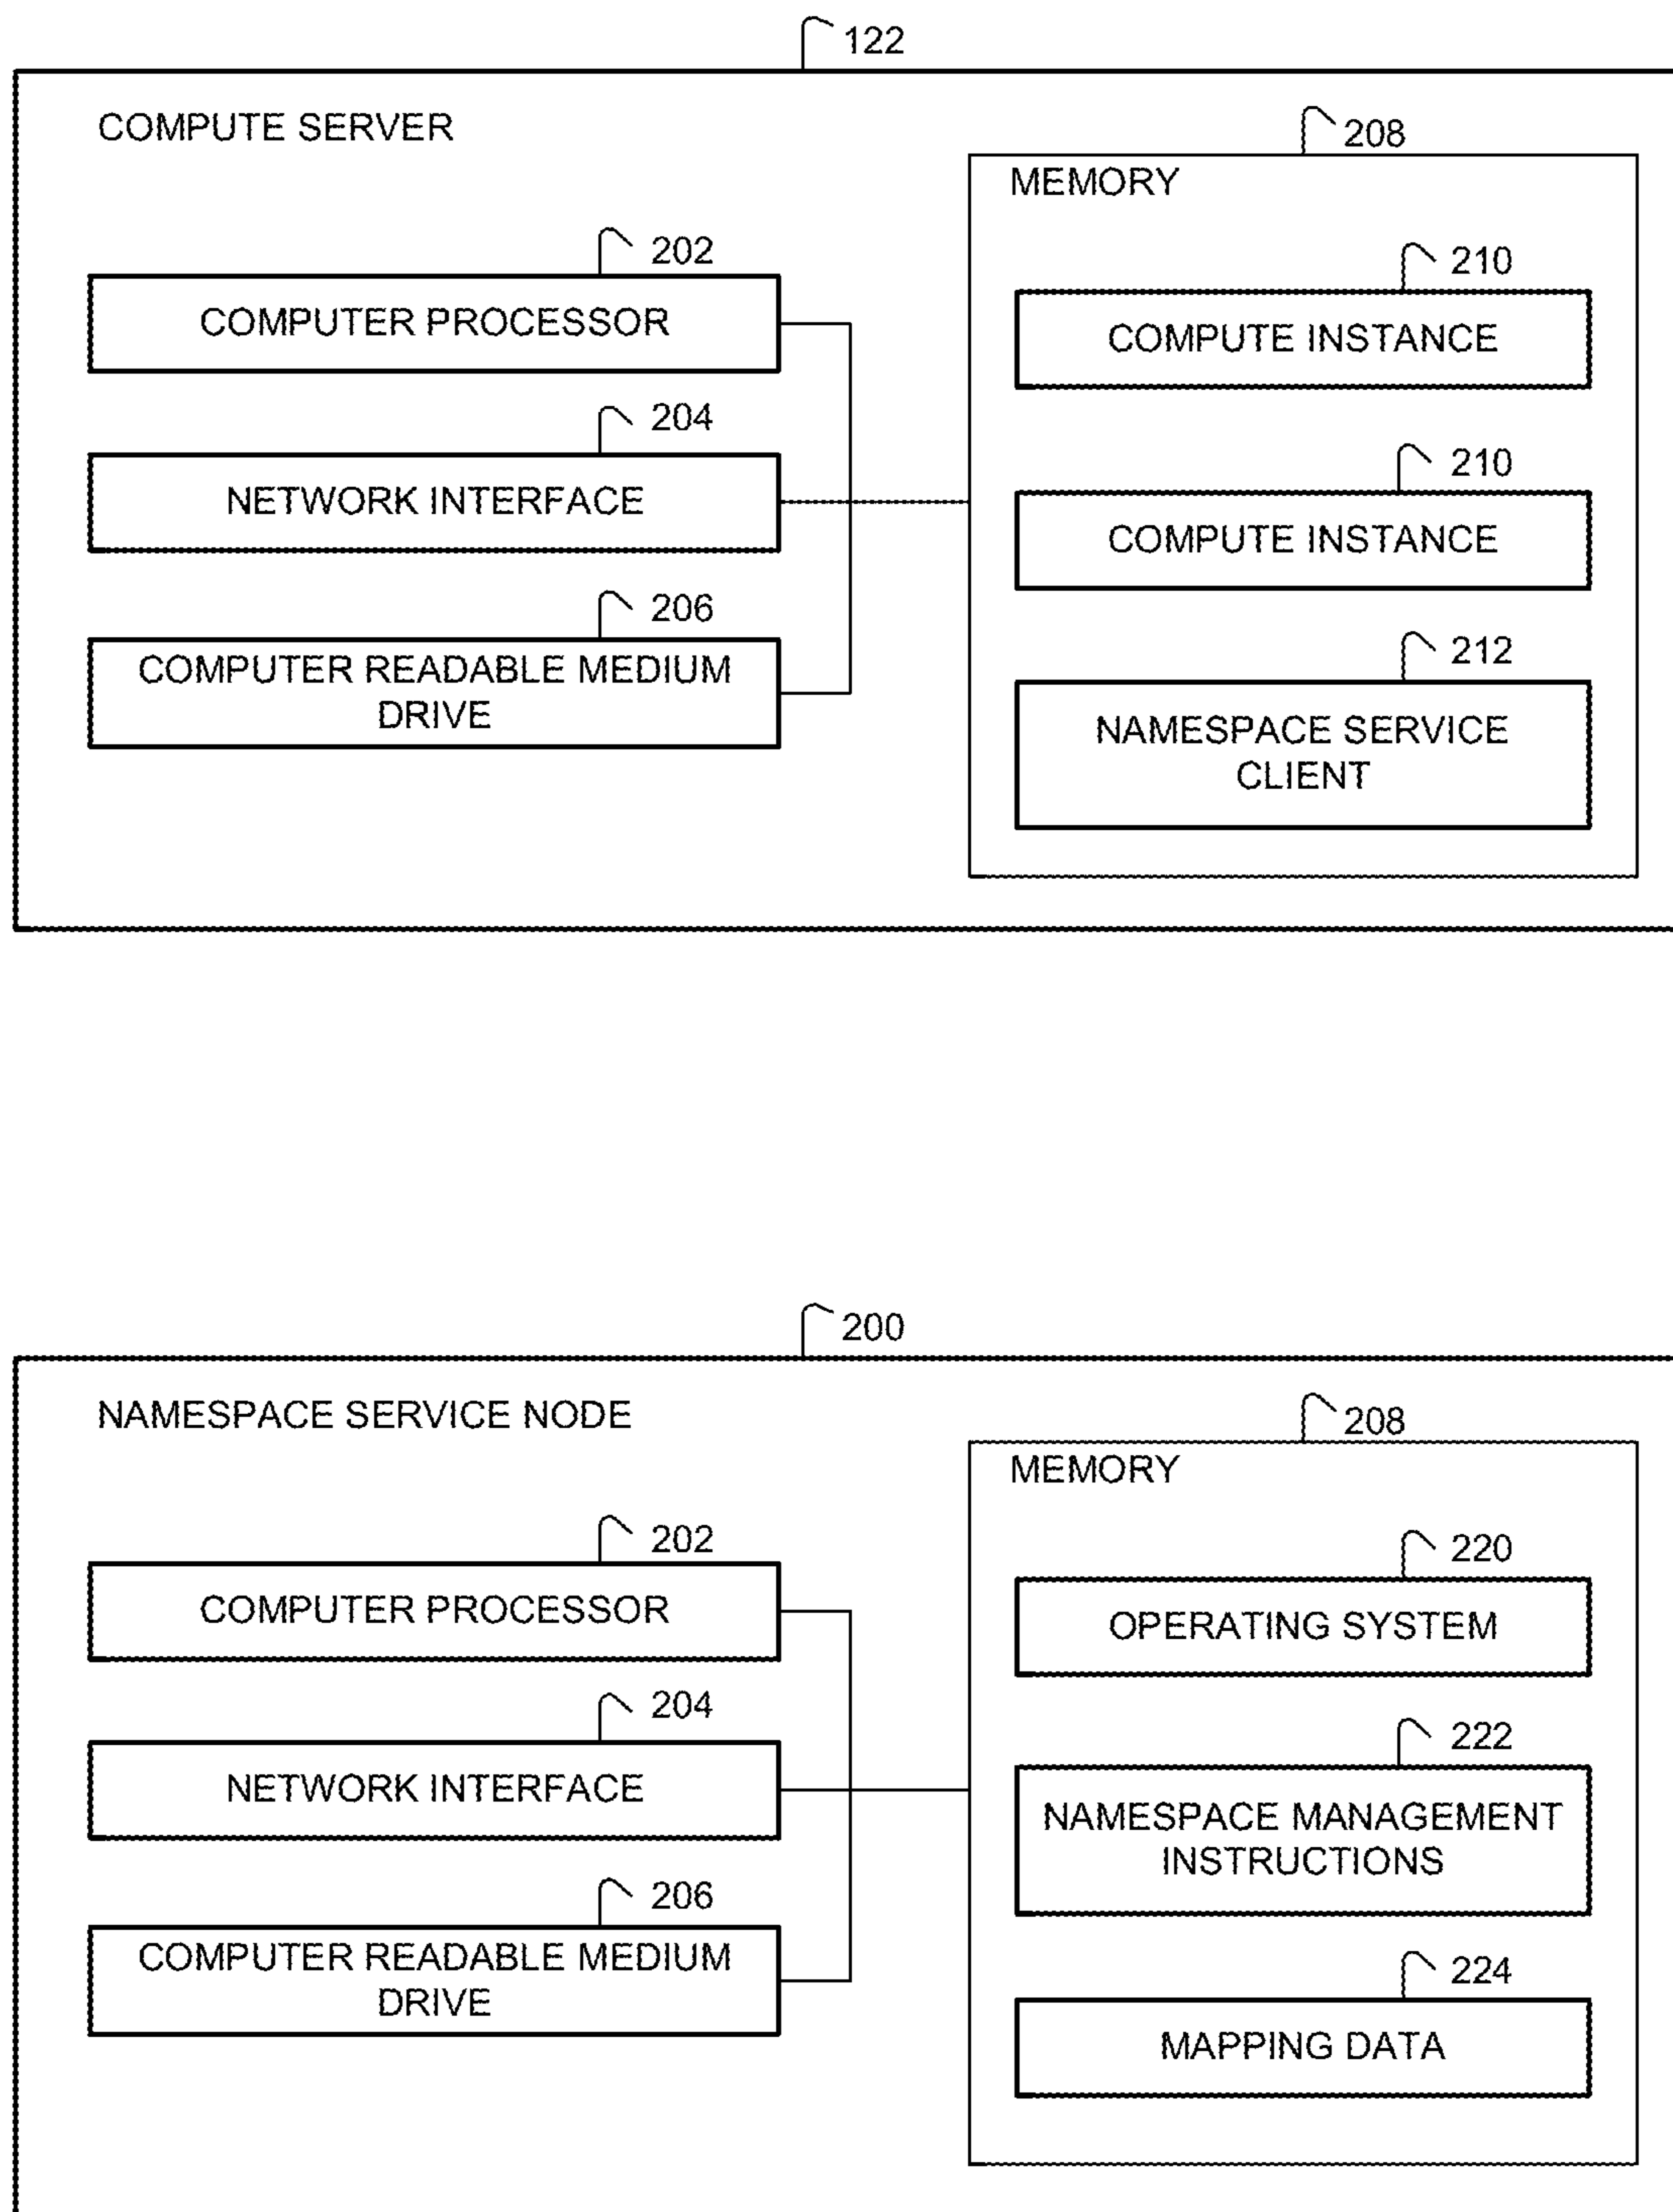 122
COMPUTE SERVER
208
MEMORY
202
COMPUTER PROCESSOR
204
NETWORK INTERFACE
206
COMPUTER READABLE MEDIUM
DRIVE
210
COMPUTE INSTANCE
210
COMPUTE INSTANCE
212
NAMESPACE SERVICE
CLIENT
200
NAMESPACE SERVICE NODE
208
MEMORY
202
COMPUTER PROCESSOR
204
NETWORK INTERFACE
206
COMPUTER READABLE MEDIUM
DRIVE
220
OPERATING SYSTEM
222
NAMESPACE MANAGEMENT
INSTRUCTIONS
224
MAPPING DATA